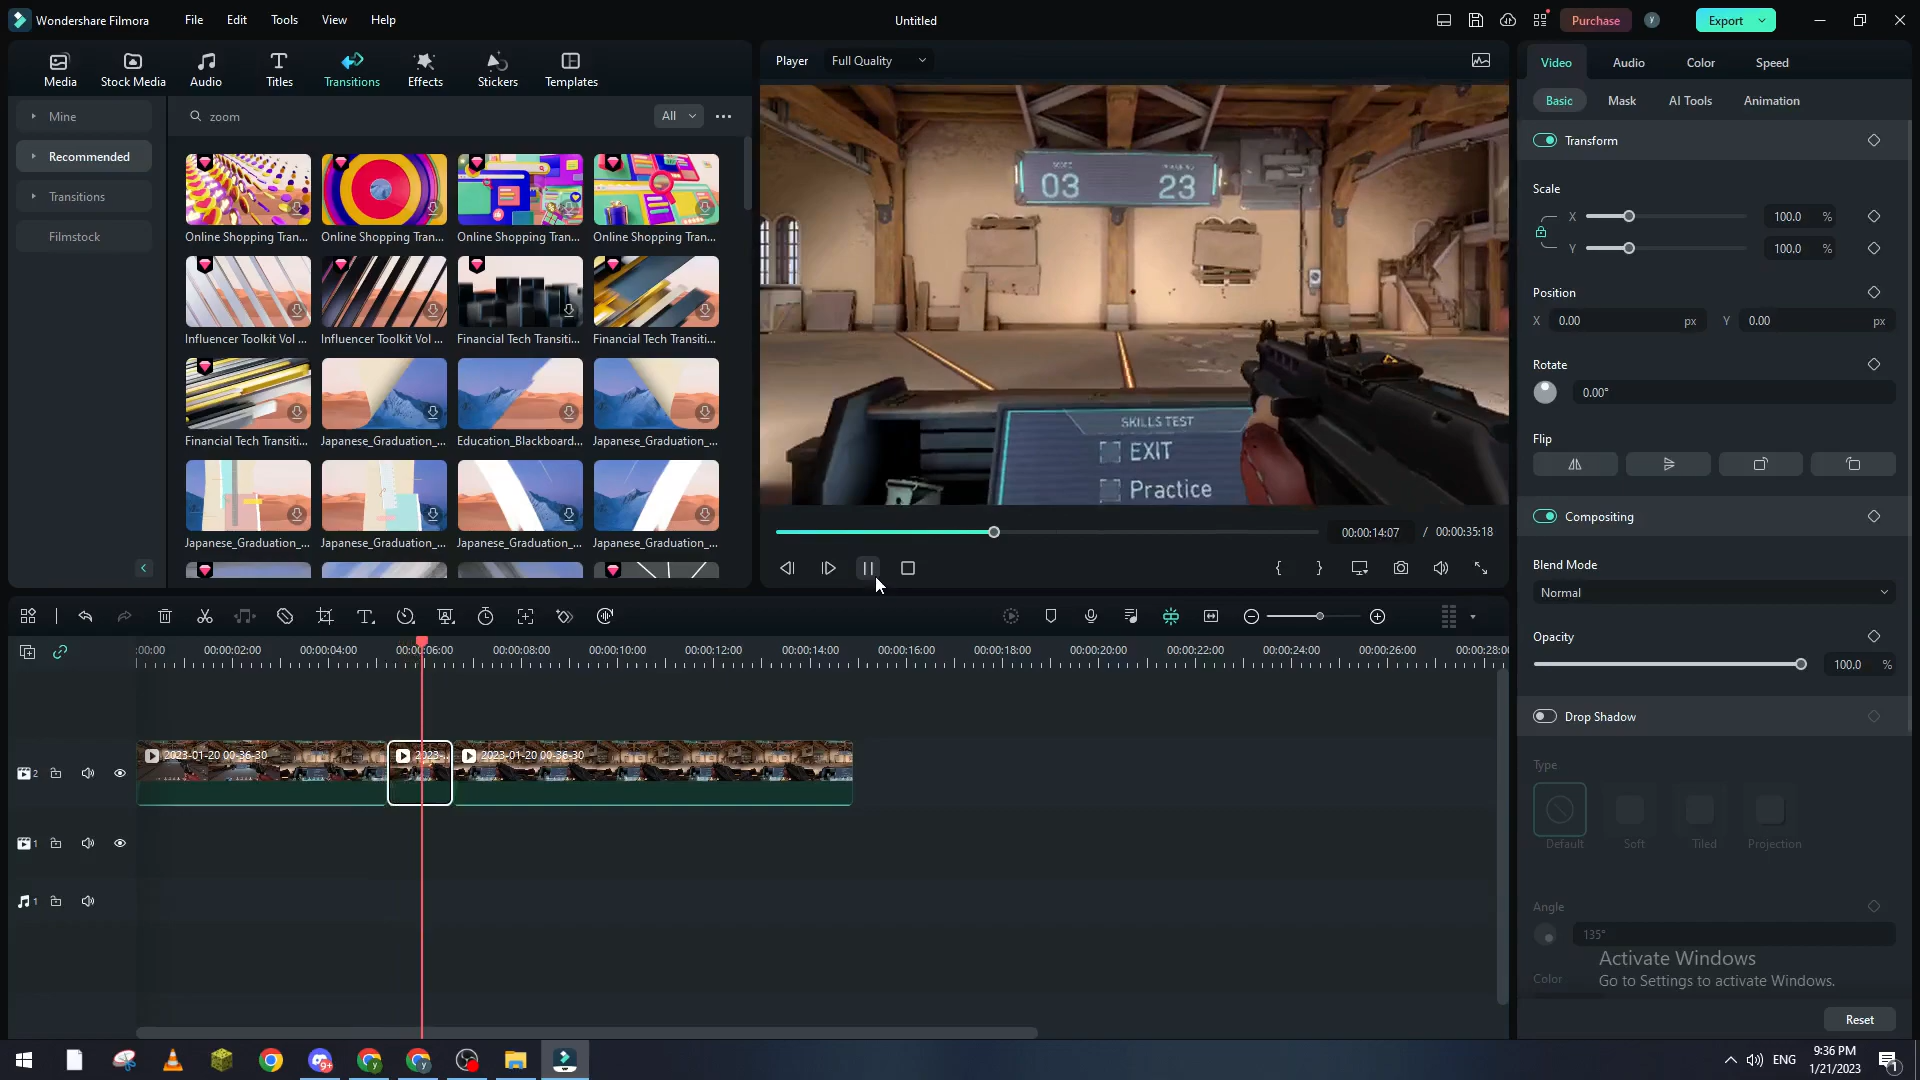 Wondershare Filmora
File
Edit
Tools
View
Help
Untitled
Purchase
y
Export
Media
Stock Media
Audio
Titles
Transitions
Effects
Stickers
Templates
Mine
Recommended
Transitions
Filmstock
zoom
All
Online Shopping Tran...
Online Shopping Tran...
Online Shopping Tran...
Online Shopping Tran...
Influencer Toolkit Vol ...
Influencer Toolkit Vol ...
Financial Tech Transiti...
Financial Tech Transiti...
Financial Tech Transiti...
Japanese_Graduation_...
Education_Blackboard...
Japanese_Graduation_...
Japanese_Graduation_...
Japanese_Graduation_...
Japanese_Graduation_...
Japanese_Graduation_...
Player
Full Quality
03
23
SKILLS TEST
EXIT
Practice
00:00:14:07 / 00:00:35:18
Video
Audio
Color
Speed
Basic
Mask
AI Tools
Animation
Transform
Scale
X 100.0 %
Y 100.0 %
Position
X 0.00 px Y 0.00 px
Rotate
0.00°
Flip
Compositing
Blend Mode
Normal
Opacity
100.0 %
Drop Shadow
Type
Default
Soft
Tiled
Projection
Angle
135°
Color
Activate Windows
Go to Settings to activate Windows.
Reset
:00:00 00:00:02:00 00:00:04:00 00:00:06:00 00:00:08:00 00:00:10:00 00:00:12:00 00:00:14:00 00:00:16:00 00:00:18:00 00:00:20:00 00:00:22:00 00:00:24:00 00:00:26:00 00:00:28:0
2
2023-01-20 00-36-30
2023-...
2023-01-20 00-36-30
1
1
9+
y
y
ENG
9:36 PM
1/21/2023
1